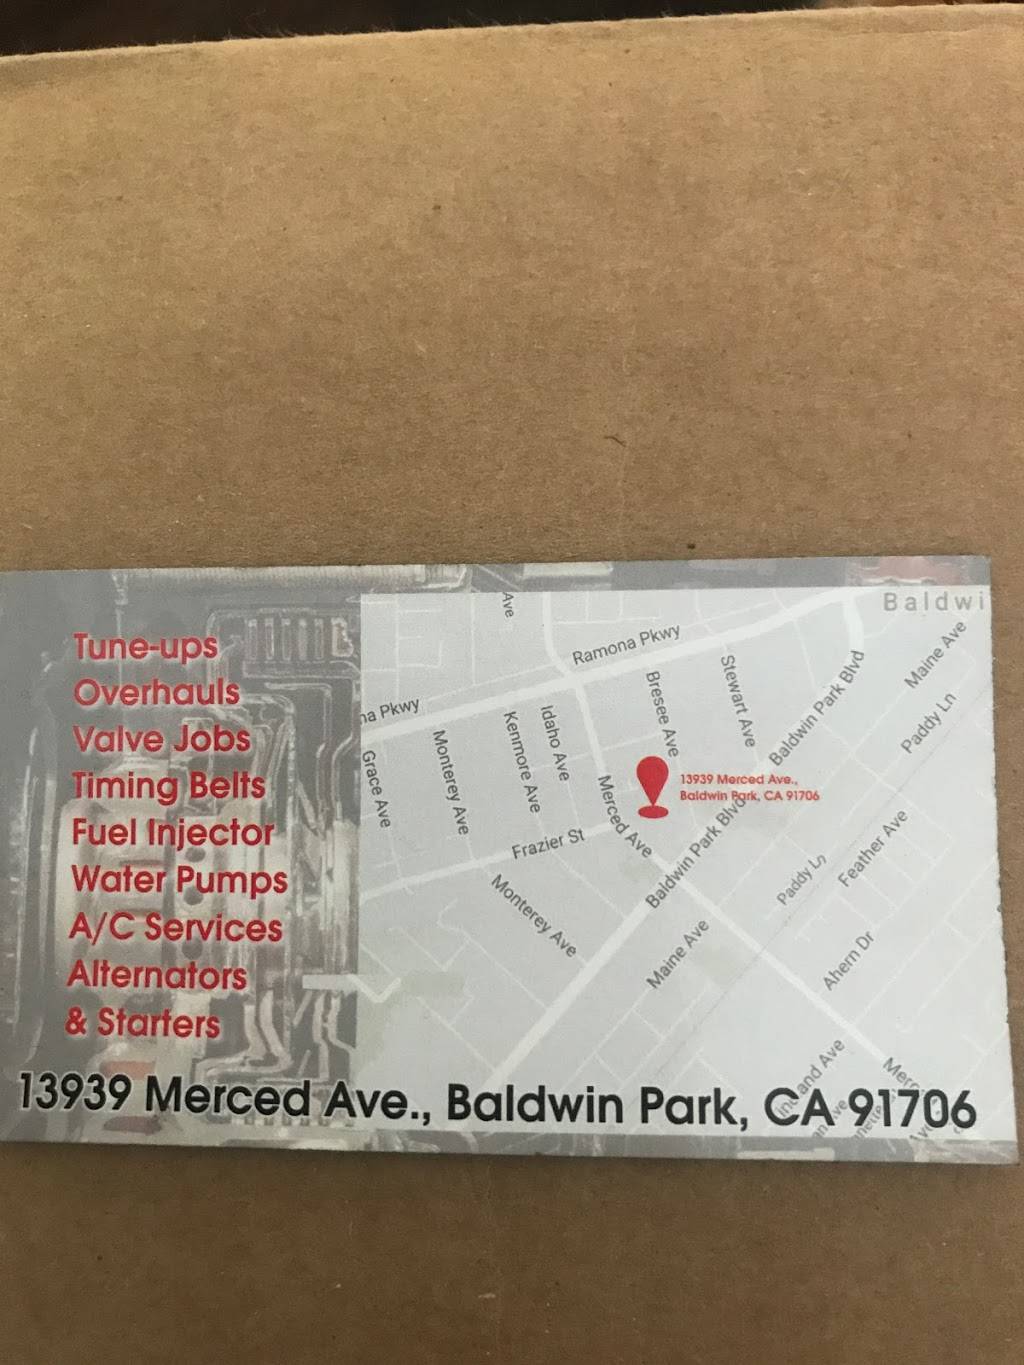 Tune-ups
Overhauls
Valve Jobs
Timing Belts
Fuel Injector
Water Pumps
A/C Services
Alternators
& Starters
Ave
Baldwi
Ramona Pkwy
Maine Ave
Stewart Ave
Bresee Ave
Baldwin Park Blvd
Paddy Ln
na Pkwy
Idaho Ave
Kenmore Ave
Monterey Ave
Grace Ave
13939 Merced Ave.,
Baldwin Park, CA 91706
Merced Ave
Frazier St
Baldwin Park Blvd
Feather Ave
Paddy Ln
Monterey Ave
Maine Ave
Ahern Dr
Ave
13939 Merced Ave., Baldwin Park, CA 91706